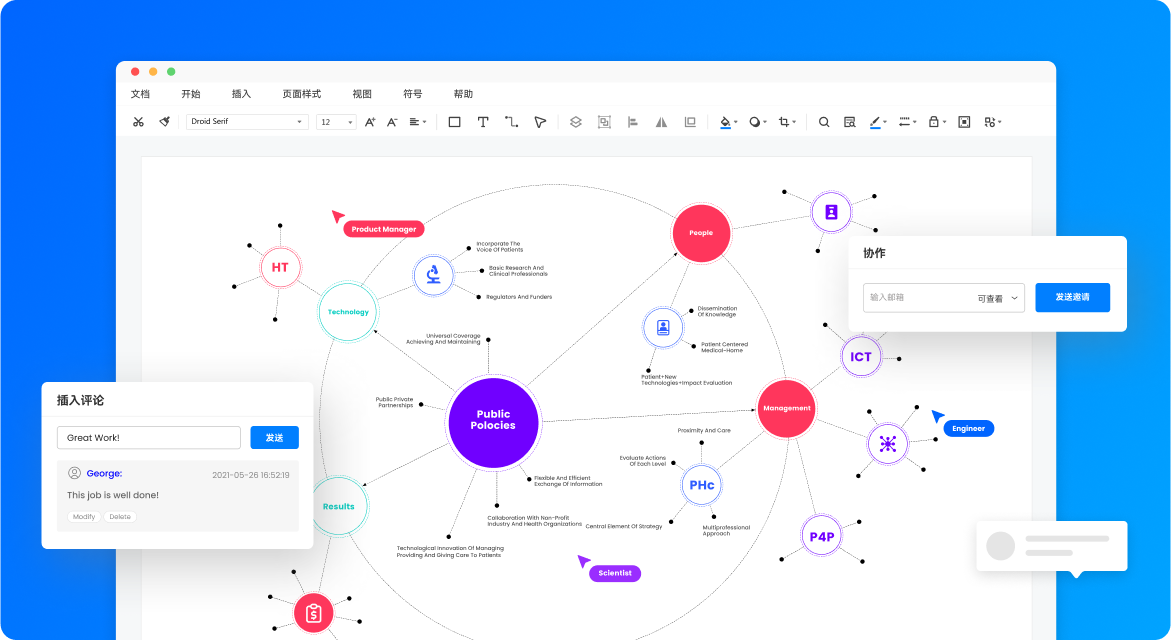 文档 开始 插入 页面样式 视图 符号 帮助
Droid Serif 12
Product Manager
HT
Technology
Incorporate The
Voice Of Patients
Basic Research And
Clinical Professionals
Regulators And Funders
People
协作
输入邮箱 可查看 发送邀请
Dissemination
Of Knowledge
Patient Centered
Medical-Home
Patient+New
Technologies+Impact Evaluation
Universal Coverage
Achieving And Maintaining
ICT
插入评论
Great Work! 发送
George: 2021-05-26 16:52:19
This job is well done!
Modify Delete
Public Private
Partnerships
Public
Polocies
Management
Engineer
Proximity And Care
Evaluate Actions
Of Each Level
PHc
Flexible And Efficient
Exchange Of Information
Results
Collaboration With Non-Profit
Industry And Health Organizations
Central Element Of Strategy
Multiprofessional
Approach
P4P
Technological Innovation Of Managing
Providing And Giving Care To Patients
Scientist